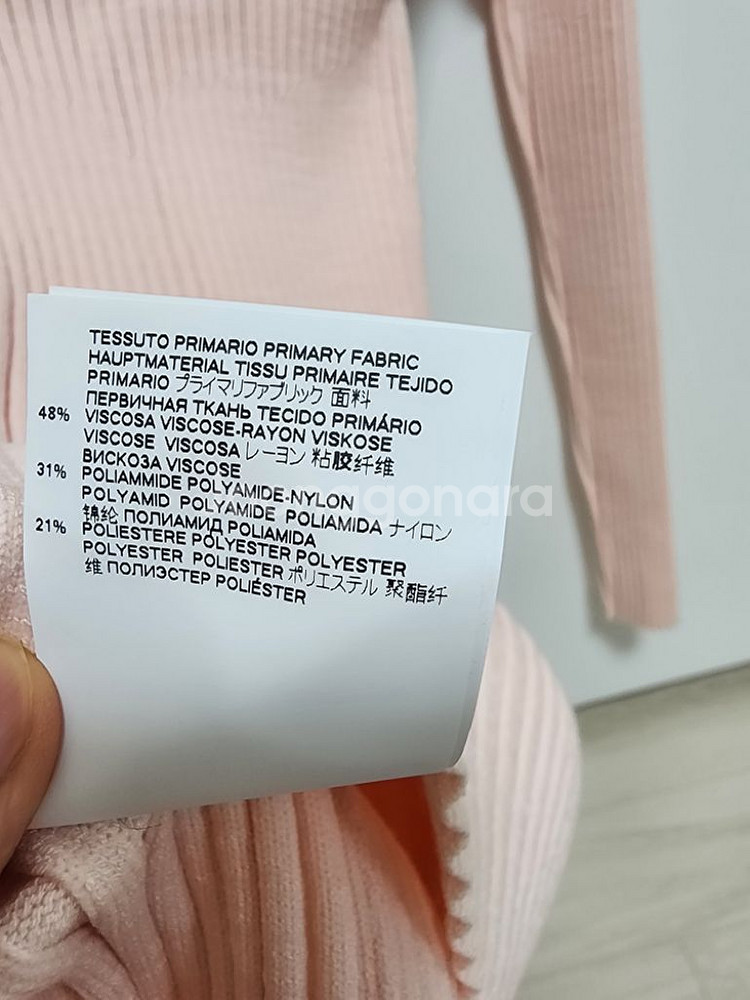 TESSUTO PRIMARIO PRIMARY FABRIC
HAUPTMATERIAL TISSU PRIMAIRE TEJIDO
PRIMARIO プライマリファブリック 面料
ПЕРВИЧНАЯ ТКАНЬ TECIDO PRIMÁRIO
48% VISCOSA VISCOSE-RAYON VISKOSE
VISCOSE VISCOSA レーヨン 粘胶纤维
ВИСКОЗА VISCOSE
31% POLIAMMIDE POLYAMIDE-NYLON
POLYAMID POLYAMIDE POLIAMIDA ナイロン
锦纶 ПОЛИАМИД POLIAMIDA
21% POLIESTERE POLYESTER POLYESTER
POLYESTER POLIESTER ポリエステル 聚酯纤
维 ПОЛИЭСТЕР POLIÉSTER